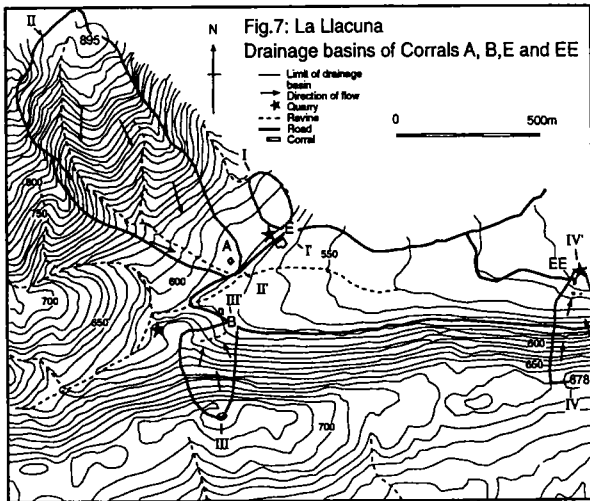 Fig.7: La Llacuna
Drainage basins of Corrals A, B,E and EE
N
Limit of drainage
basin
Direction of flow
Quarry
Ravine
Road
Corral
0 500m
II
895
I
800
750
E
A
I'
550
IV'
EE
600
II'
III'
B
700
650
600
650
678
IV
III
700